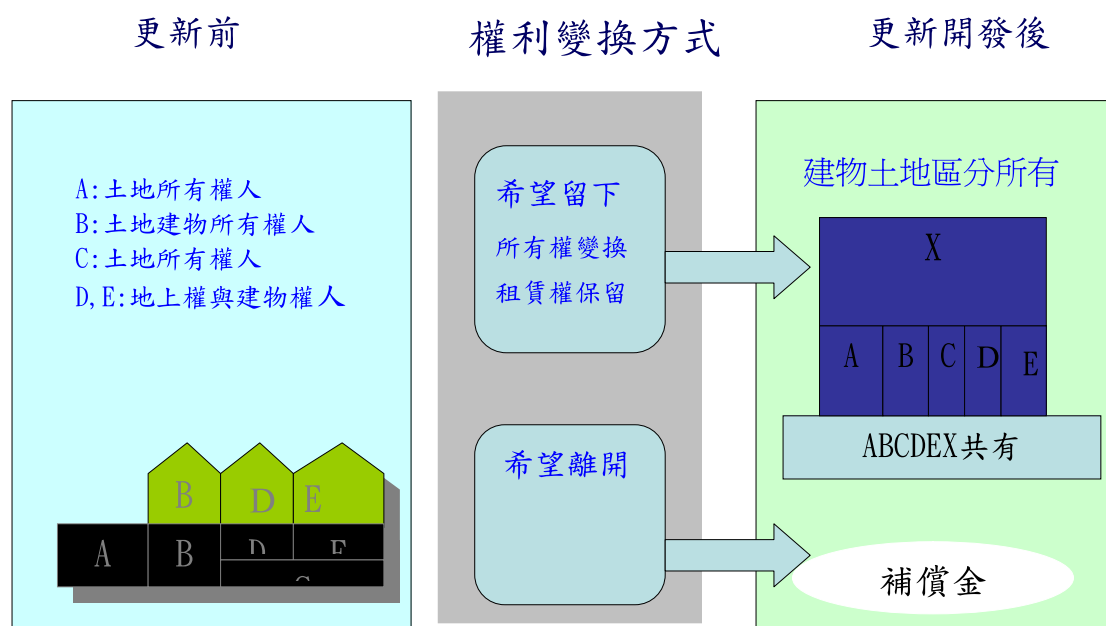 更新前
權利變換方式
更新開發後
A:土地所有權人
B:土地建物所有權人
C:土地所有權人
D,E:地上權與建物權人
B
D
E
A
B
D
E
C
希望留下
所有權變換
租賃權保留
希望離開
建物土地區分所有
X
A
B
C
D
E
ABCDEX共有
補償金